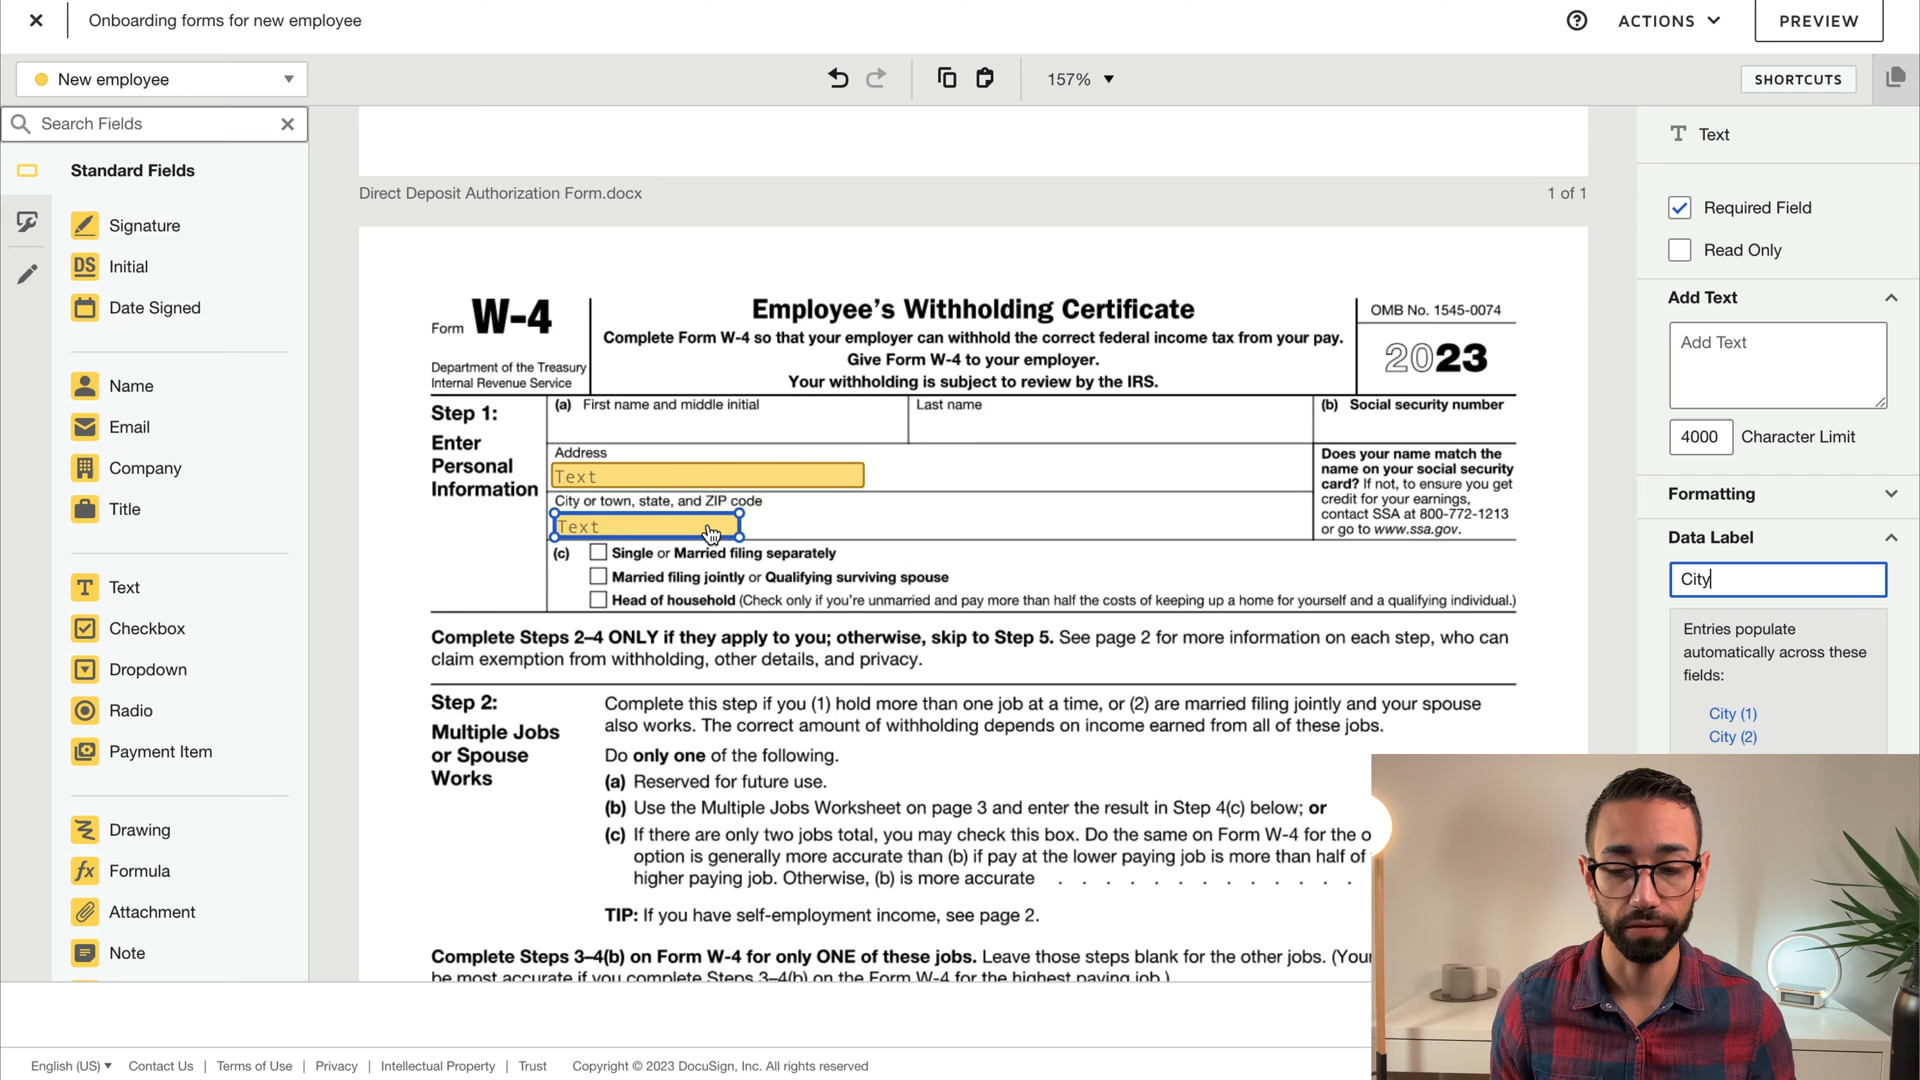 Onboarding forms for new employee
ACTIONS
PREVIEW
New employee
157%
SHORTCUTS
Search Fields
Standard Fields
Signature
DS Initial
Date Signed
Name
Email
Company
Title
T Text
Checkbox
Dropdown
Radio
Payment Item
Drawing
fx Formula
Attachment
Note
Direct Deposit Authorization Form.docx
1 of 1
Form W-4
Department of the Treasury
Internal Revenue Service
Employee's Withholding Certificate
Complete Form W-4 so that your employer can withhold the correct federal income tax from your pay.
Give Form W-4 to your employer.
Your withholding is subject to review by the IRS.
OMB No. 1545-0074
2023
Step 1:
Enter
Personal
Information
(a) First name and middle initial
Last name
(b) Social security number
Address
Text
City or town, state, and ZIP code
Text
Does your name match the
name on your social security
card? If not, to ensure you get
credit for your earnings,
contact SSA at 800-772-1213
or go to www.ssa.gov.
(c) Single or Married filing separately
Married filing jointly or Qualifying surviving spouse
Head of household (Check only if you're unmarried and pay more than half the costs of keeping up a home for yourself and a qualifying individual.)
Complete Steps 2–4 ONLY if they apply to you; otherwise, skip to Step 5. See page 2 for more information on each step, who can
claim exemption from withholding, other details, and privacy.
Step 2:
Multiple Jobs
or Spouse
Works
Complete this step if you (1) hold more than one job at a time, or (2) are married filing jointly and your spouse
also works. The correct amount of withholding depends on income earned from all of these jobs.
Do only one of the following.
(a) Reserved for future use.
(b) Use the Multiple Jobs Worksheet on page 3 and enter the result in Step 4(c) below; or
(c) If there are only two jobs total, you may check this box. Do the same on Form W-4 for the o
option is generally more accurate than (b) if pay at the lower paying job is more than half of
higher paying job. Otherwise, (b) is more accurate . . . . . . . . . . . . .
TIP: If you have self-employment income, see page 2.
Complete Steps 3–4(b) on Form W-4 for only ONE of these jobs. Leave those steps blank for the other jobs. (Your
be most accurate if you complete Steps 3–4(b) on the Form W-4 for the highest paying job.)
T Text
Required Field
Read Only
Add Text
Add Text
4000 Character Limit
Formatting
Data Label
City
Entries populate
automatically across these
fields:
City (1)
City (2)
English (US)
Contact Us | Terms of Use | Privacy | Intellectual Property | Trust
Copyright © 2023 DocuSign, Inc. All rights reserved